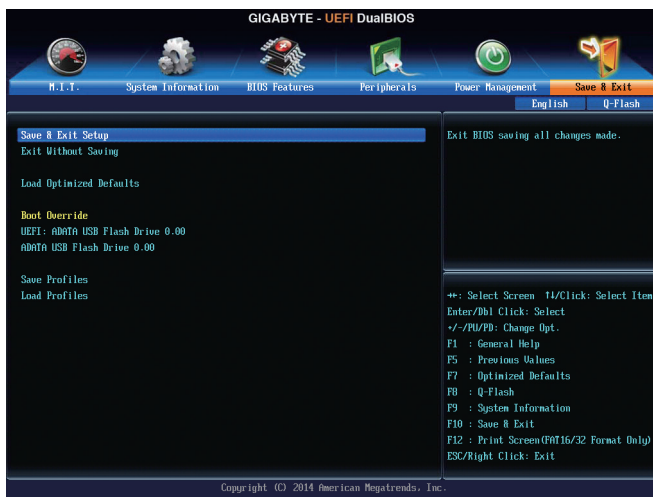 GIGABYTE - UEFI DualBIOS
M.I.T.
System Information
BIOS Features
Peripherals
Power Management
Save & Exit
English
Q-Flash
Save & Exit Setup
Exit Without Saving
Load Optimized Defaults
Boot Override
UEFI: ADATA USB Flash Drive 0.00
ADATA USB Flash Drive 0.00
Save Profiles
Load Profiles
Exit BIOS saving all changes made.
→←: Select Screen ↑↓/Click: Select Item
Enter/Dbl Click: Select
+/-/PU/PD: Change Opt.
F1 : General Help
F5 : Previous Values
F7 : Optimized Defaults
F8 : Q-Flash
F9 : System Information
F10 : Save & Exit
F12 : Print Screen(FAT16/32 Format Only)
ESC/Right Click: Exit
Copyright (C) 2014 American Megatrends, Inc.